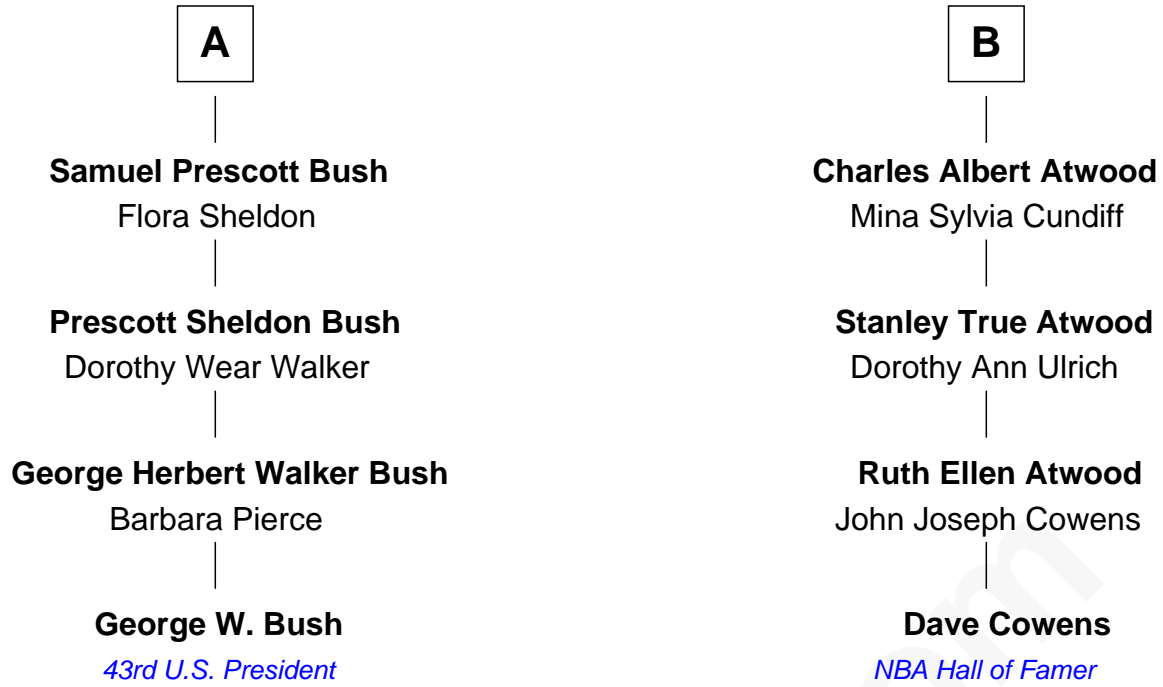 A
Samuel Prescott Bush
Flora Sheldon
Prescott Sheldon Bush
Dorothy Wear Walker
George Herbert Walker Bush
Barbara Pierce
George W. Bush
43rd U.S. President
B
Charles Albert Atwood
Mina Sylvia Cundiff
Stanley True Atwood
Dorothy Ann Ulrich
Ruth Ellen Atwood
John Joseph Cowens
Dave Cowens
NBA Hall of Famer